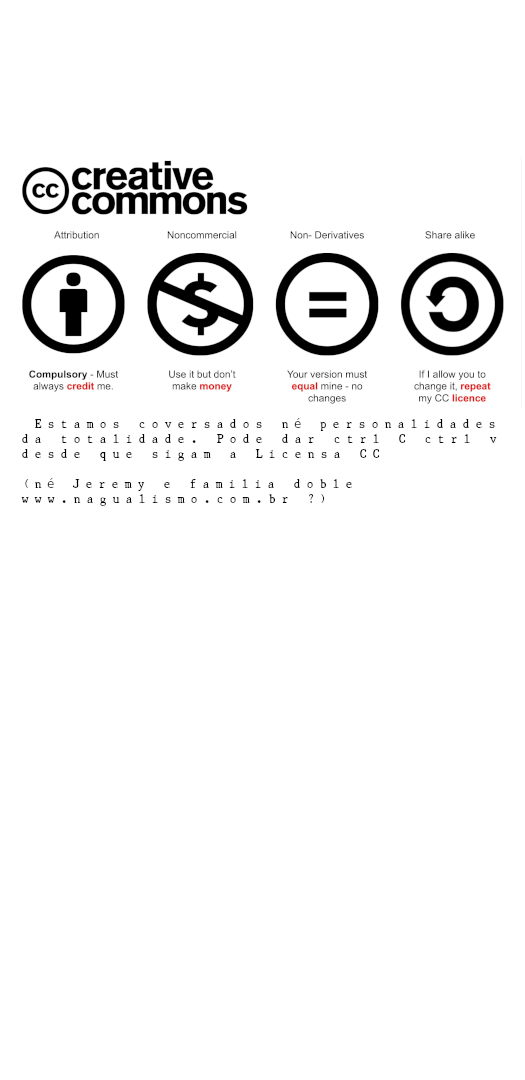 cc creative
commons
Attribution Noncommercial Non- Derivatives Share alike
$ =
Compulsory - Must always credit me.
Use it but don't make money
Your version must equal mine - no changes
If I allow you to change it, repeat my CC licence
Estamos coversados né personalidades
da totalidade. Pode dar ctrl C ctrl v
desde que sigam a Licensa CC
(né Jeremy e familia doble
www.nagualismo.com.br ?)